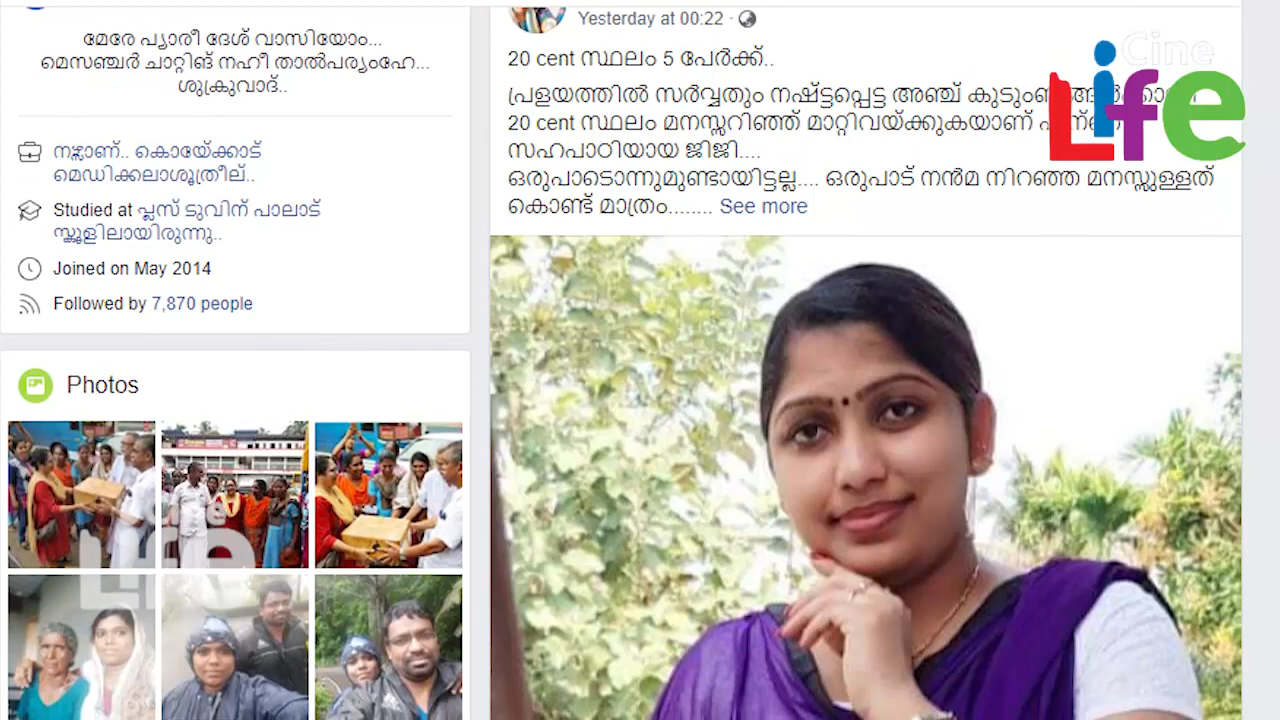 മേരേ പ്യാരീ ദേശ് വാസിയോം...
മെസഞ്ചർ ചാറ്റിങ് നഹീ താൽപര്യംഹേ...
ശുക്രുവാദ്..
നഴ്സാണ്.. കൊയ്ക്കോട്
മെഡിക്കലാശൂത്രീല്..
Studied at പ്ലസ് ടുവിന് പാലാട്
സ്കൂളിലായിരുന്നു..
Joined on May 2014
Followed by 7,870 people
Photos
Yesterday at 00:22
20 cent സ്ഥലം 5 പേർക്ക്..
പ്രളയത്തിൽ സർവ്വതും നഷ്ട്ടപ്പെട്ട അഞ്ച്
20 cent സ്ഥലം മനസ്സറിഞ്ഞ് മാറ്റിവയ്ക്കുകയാണ്
സഹപാഠിയായ ജിജി....
ഒരുപാടൊന്നുമുണ്ടായിട്ടല്ല.... ഒരുപാട് നൻമ നിറഞ്ഞ മനസ്സുള്ളത്
കൊണ്ട് മാത്രം........ See more
Cine
Life